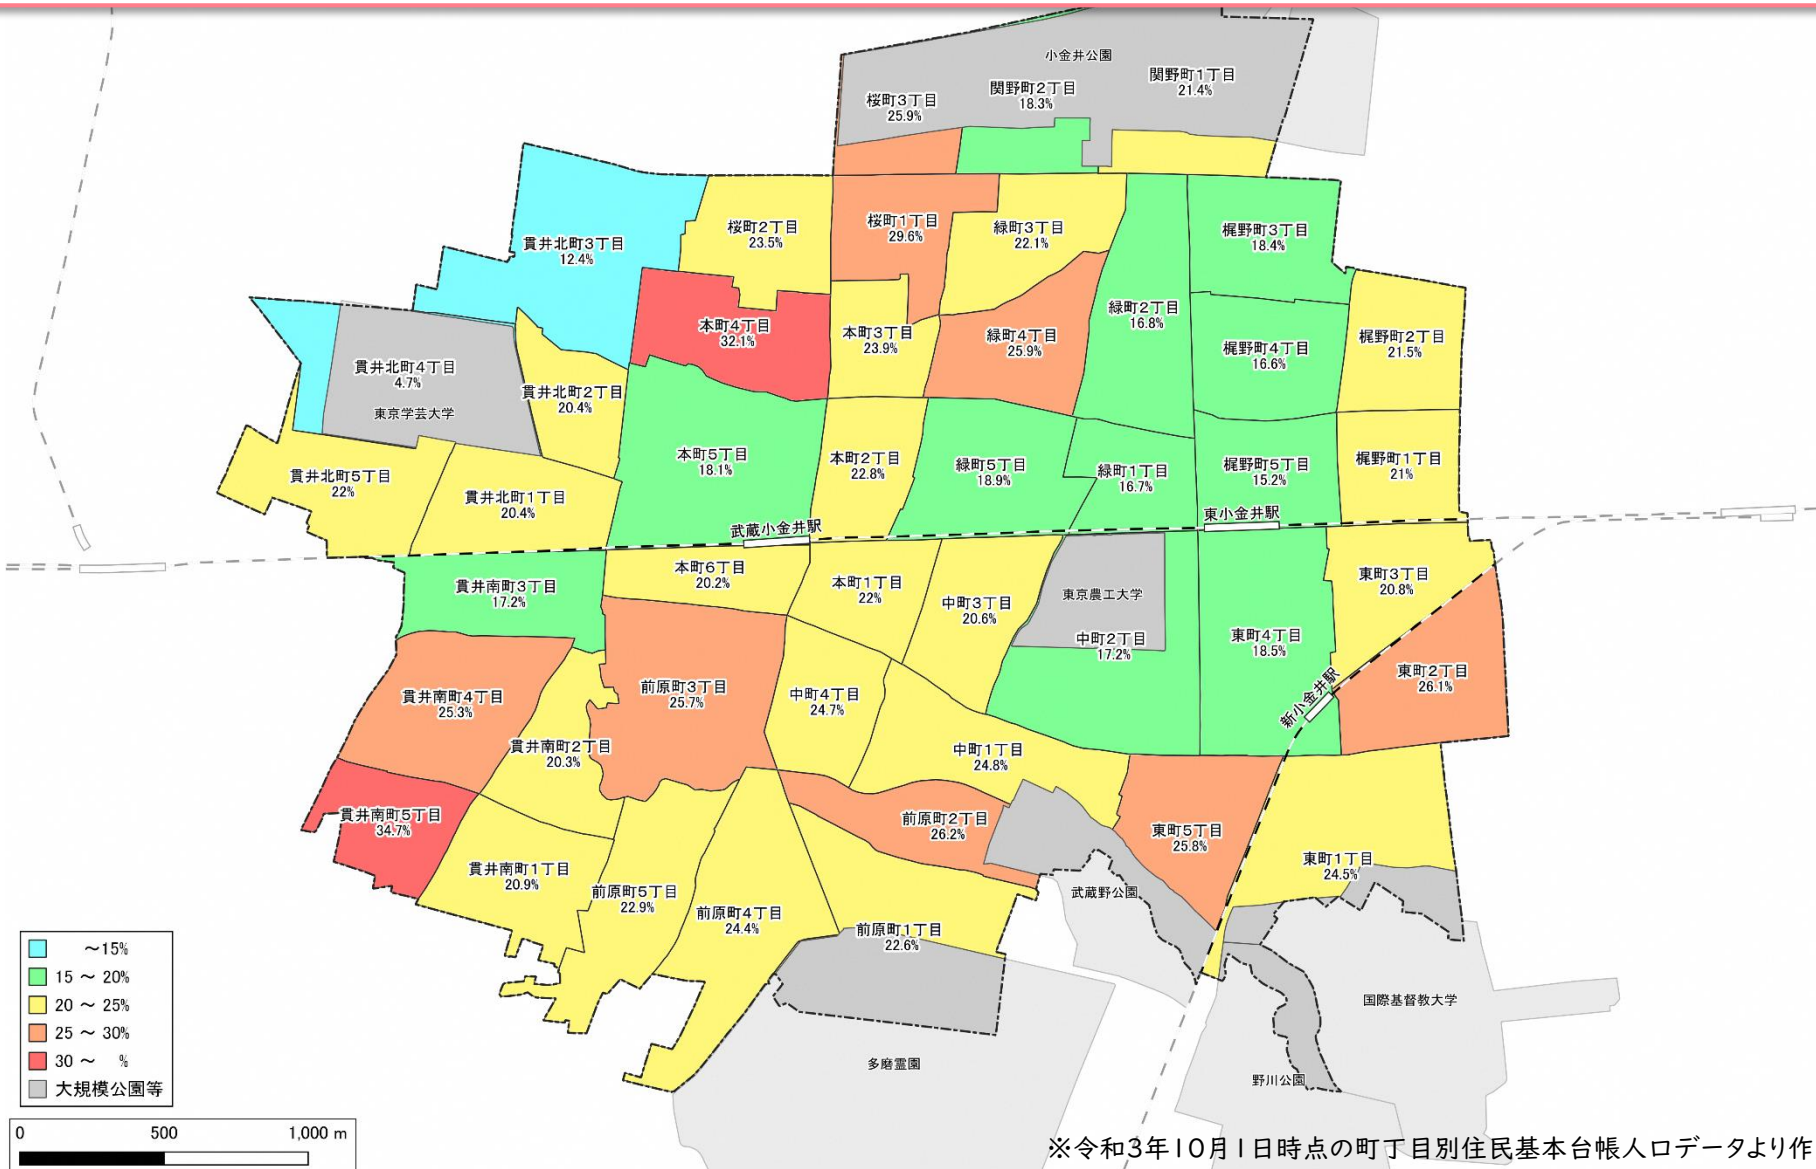 小金井公園
関野町1丁目
21.4%
関野町2丁目
18.3%
桜町3丁目
25.9%
貫井北町3丁目
12.4%
桜町2丁目
23.5%
桜町1丁目
29.6%
緑町3丁目
22.1%
梶野町3丁目
18.4%
緑町2丁目
16.8%
本町4丁目
32.1%
本町3丁目
23.9%
緑町4丁目
25.9%
梶野町4丁目
16.6%
梶野町2丁目
21.5%
貫井北町4丁目
4.7%
東京学芸大学
貫井北町2丁目
20.4%
本町5丁目
18.1%
本町2丁目
22.8%
緑町5丁目
18.9%
緑町1丁目
16.7%
梶野町5丁目
15.2%
梶野町1丁目
21%
貫井北町5丁目
22%
貫井北町1丁目
20.4%
武蔵小金井駅
東小金井駅
貫井南町3丁目
17.2%
本町6丁目
20.2%
本町1丁目
22%
中町3丁目
20.6%
東京農工大学
中町2丁目
17.2%
東町4丁目
18.5%
東町3丁目
20.8%
東町2丁目
26.1%
新小金井駅
貫井南町4丁目
25.3%
前原町3丁目
25.7%
中町4丁目
24.7%
貫井南町2丁目
20.3%
中町1丁目
24.8%
貫井南町5丁目
34.7%
前原町2丁目
26.2%
東町5丁目
25.8%
東町1丁目
24.5%
貫井南町1丁目
20.9%
前原町5丁目
22.9%
前原町4丁目
24.4%
前原町1丁目
22.6%
武蔵野公園
国際基督教大学
多磨霊園
野川公園
～15%
15 ～ 20%
20 ～ 25%
25 ～ 30%
30 ～ %
大規模公園等
0 500 1,000 m
※令和3年10月1日時点の町丁目別住民基本台帳人口データより作